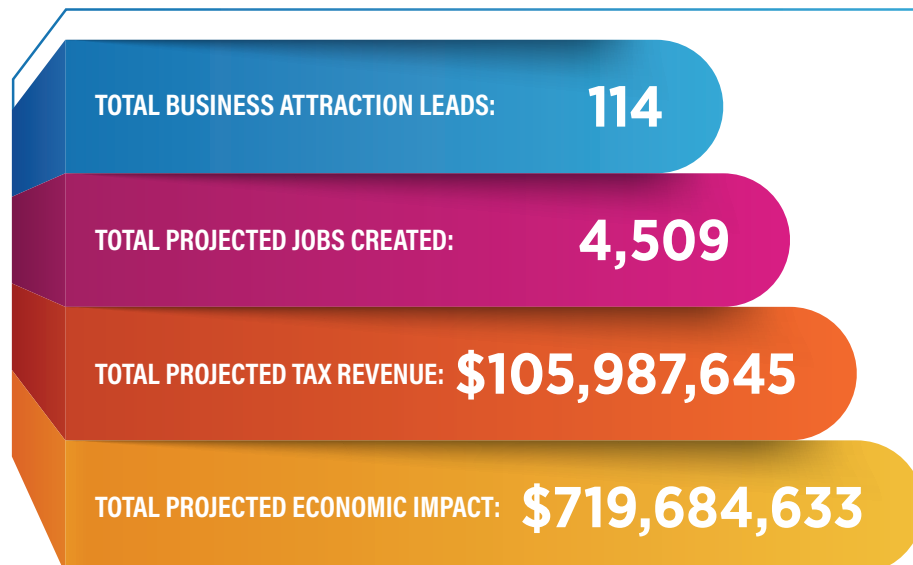 TOTAL BUSINESS ATTRACTION LEADS: 114
TOTAL PROJECTED JOBS CREATED: 4,509
TOTAL PROJECTED TAX REVENUE: $105,987,645
TOTAL PROJECTED ECONOMIC IMPACT: $719,684,633